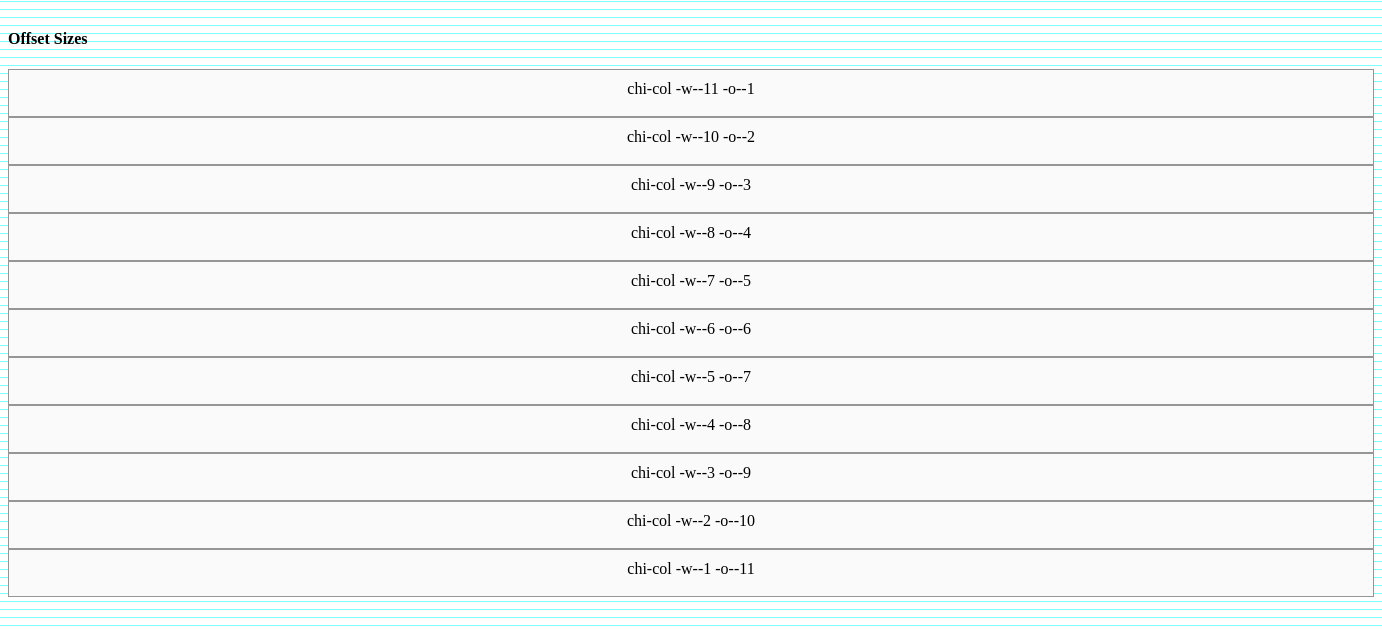 Offset Sizes
chi-col -w--11 -o--1
chi-col -w--10 -o--2
chi-col -w--9 -o--3
chi-col -w--8 -o--4
chi-col -w--7 -o--5
chi-col -w--6 -o--6
chi-col -w--5 -o--7
chi-col -w--4 -o--8
chi-col -w--3 -o--9
chi-col -w--2 -o--10
chi-col -w--1 -o--11